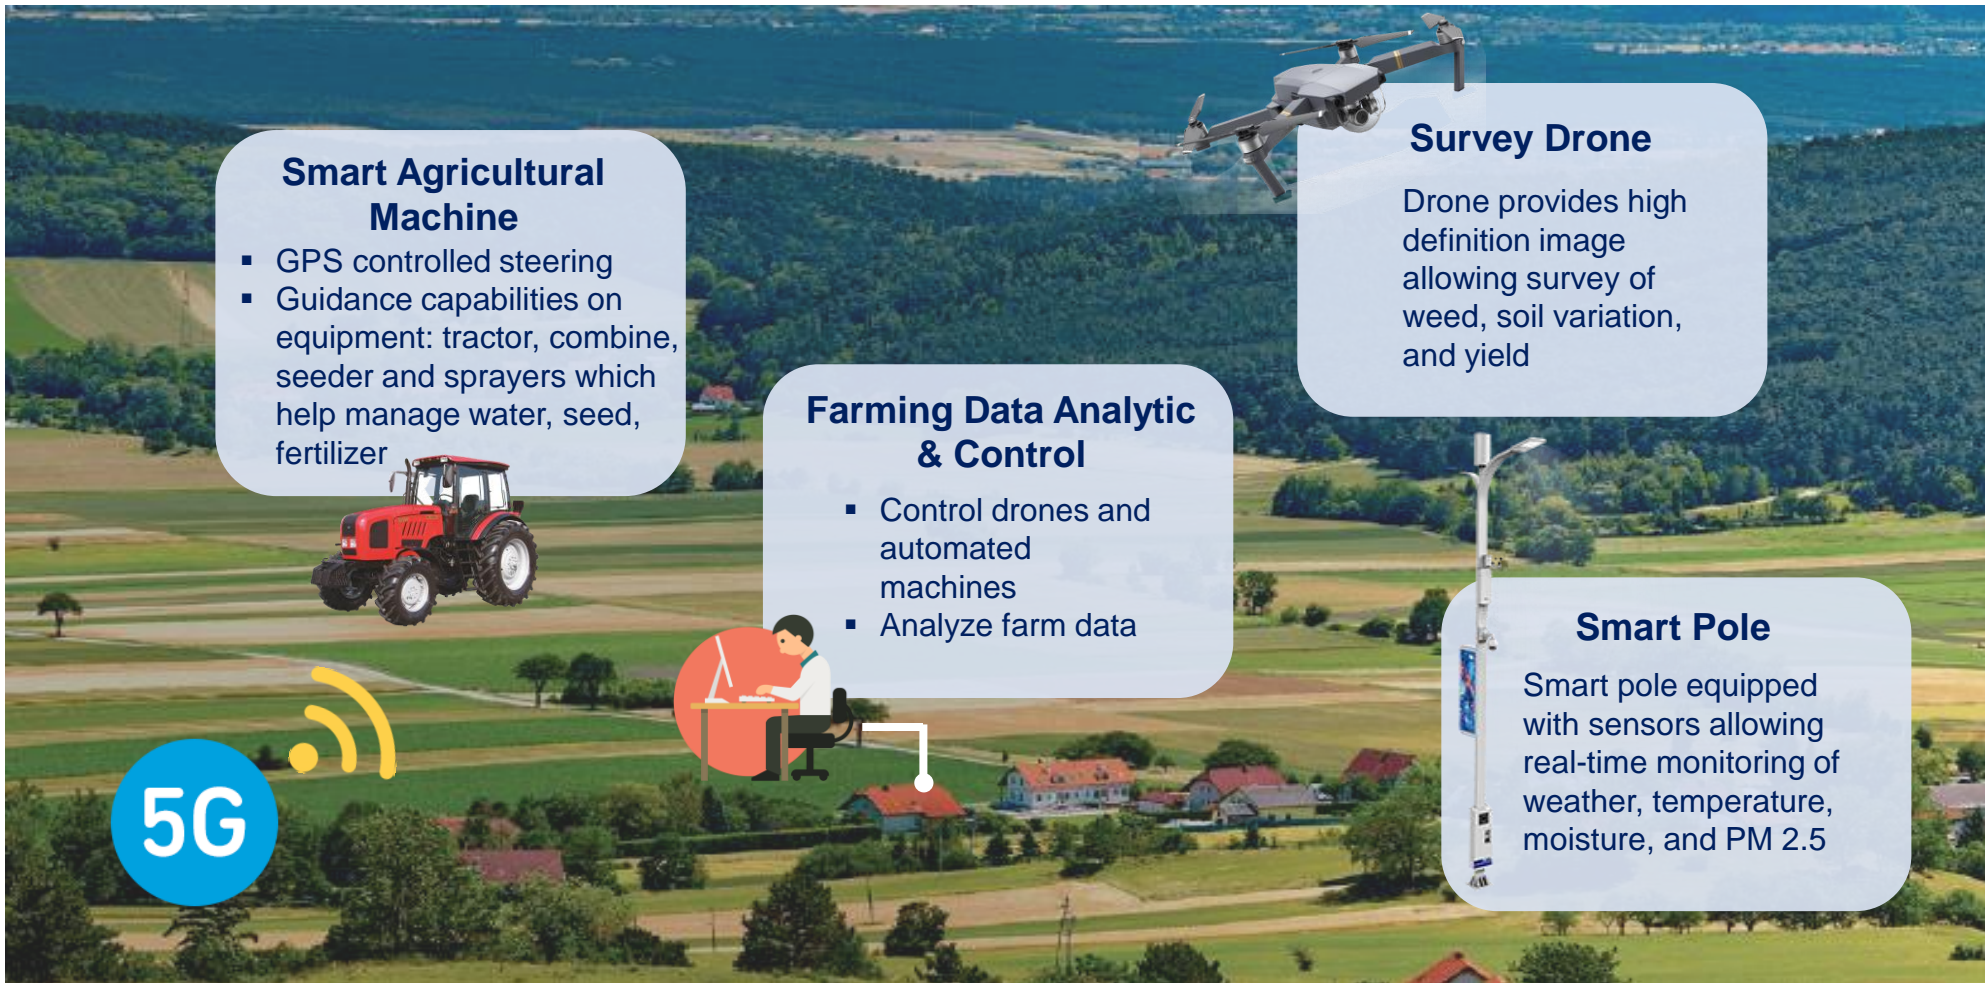 Smart Agricultural
Machine
▪ GPS controlled steering
▪ Guidance capabilities on
equipment: tractor, combine,
seeder and sprayers which
help manage water, seed,
fertilizer
Survey Drone
Drone provides high
definition image
allowing survey of
weed, soil variation,
and yield
Farming Data Analytic
& Control
▪ Control drones and
automated
machines
▪ Analyze farm data
Smart Pole
Smart pole equipped
with sensors allowing
real-time monitoring of
weather, temperature,
moisture, and PM 2.5
5G